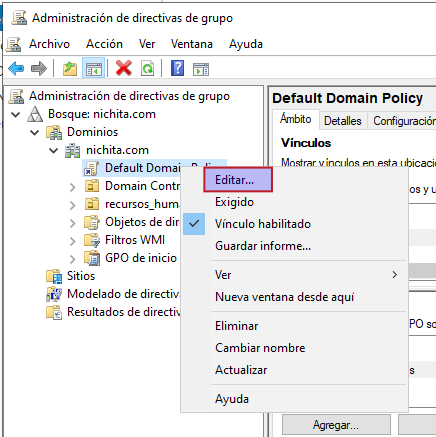 Administración de directivas de grupo
Archivo Acción Ver Ventana Ayuda
Administración de directivas de grupo
Bosque: nichita.com
Dominios
nichita.com
Default Domain
Domain Contr
recursos_hum
Objetos de di
Filtros WMI
GPO de inicio
Sitios
Modelado de directiva
Resultados de directiv
Default Domain Policy
Ámbito Detalles Configuración
Vínculos
Mostrar vínculos en esta ubicació
Editar...
Exigido
Vínculo habilitado
Guardar informe...
Ver
Nueva ventana desde aquí
Eliminar
Cambiar nombre
Actualizar
Ayuda
s y u
PO so
Agregar...